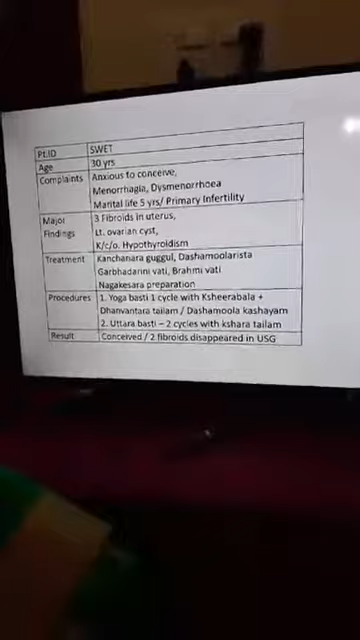 Pt.ID SWET
Age 30 yrs
Complaints Anxious to conceive,
Menorrhagia, Dysmenorrhoea
Marital life 5 yrs/ Primary Infertility
Major Findings 3 Fibroids in uterus,
Lt. ovarian cyst,
K/c/o. Hypothyroidism
Treatment Kanchanara guggul, Dashamoolarista
Garbhadarini vati, Brahmi vati
Nagakesara preparation
Procedures 1. Yoga basti 1 cycle with Ksheerabala +
Dhanvantara tailam / Dashamoola kashayam
2. Uttara basti – 2 cycles with kshara tailam
Result Conceived / 2 fibroids disappeared in USG